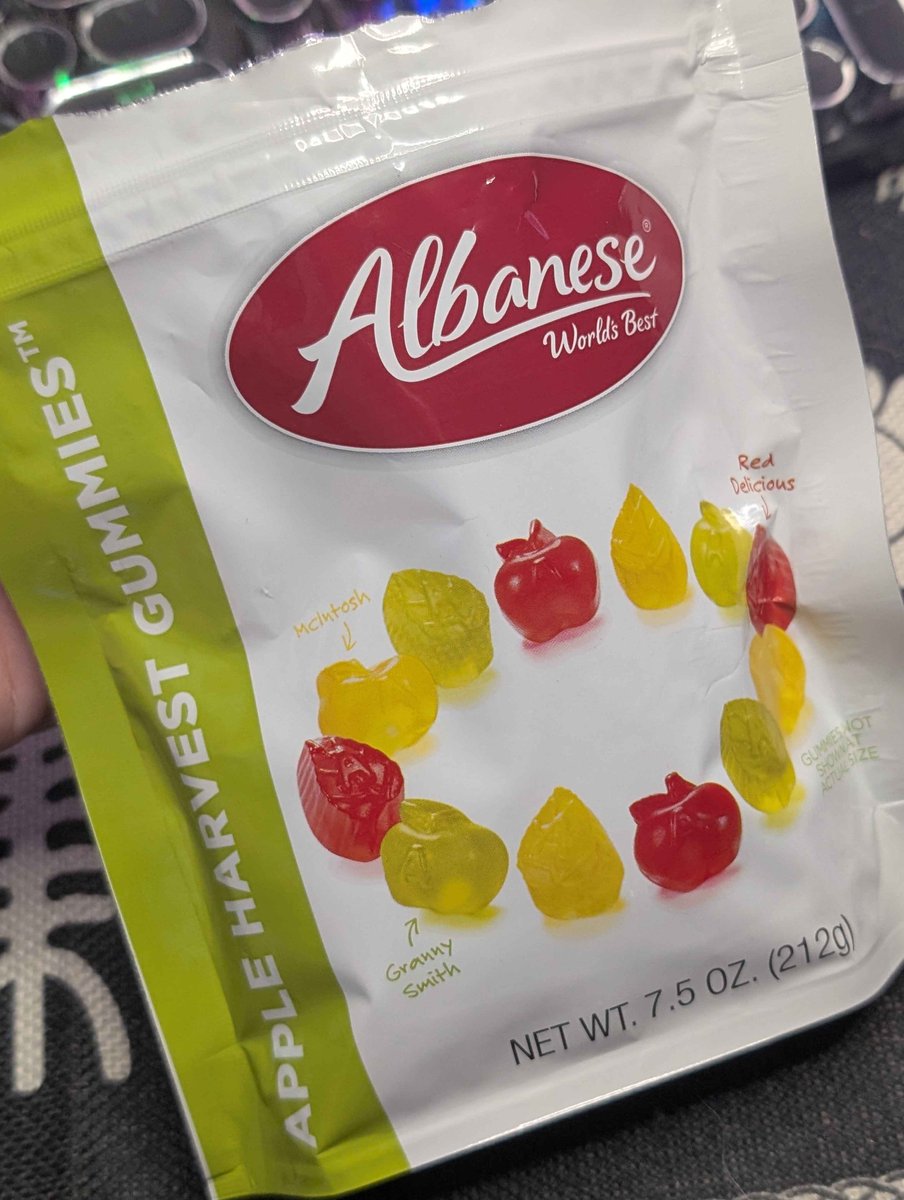 Albanese®
World's Best
APPLE HARVEST GUMMIES™
Red
Delicious
McIntosh
GUMMIES NOT
SHOWN AT
ACTUAL SIZE
Granny
Smith
NET WT. 7.5 OZ. (212g)